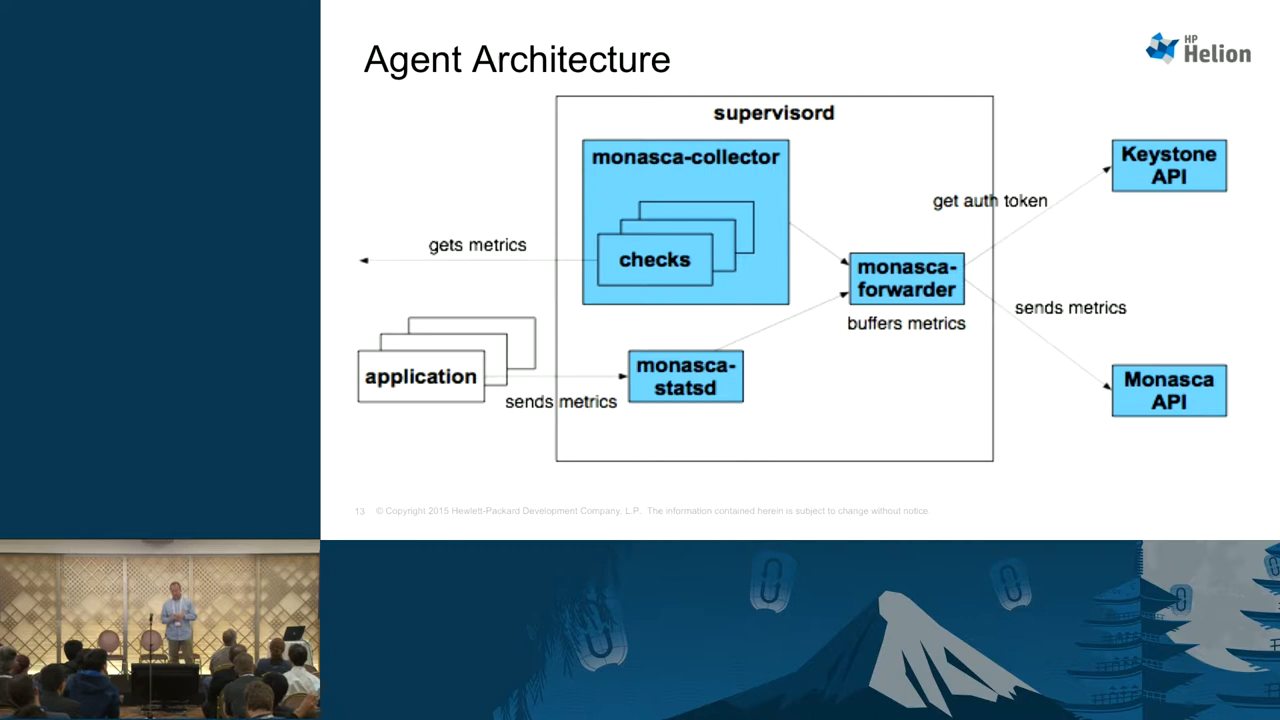 Agent Architecture
HP
Helion
supervisord
monasca-collector
checks
gets metrics
application
sends metrics
monasca-
statsd
monasca-
forwarder
buffers metrics
get auth token
Keystone
API
sends metrics
Monasca
API
13 © Copyright 2015 Hewlett-Packard Development Company, L.P. The information contained herein is subject to change without notice.